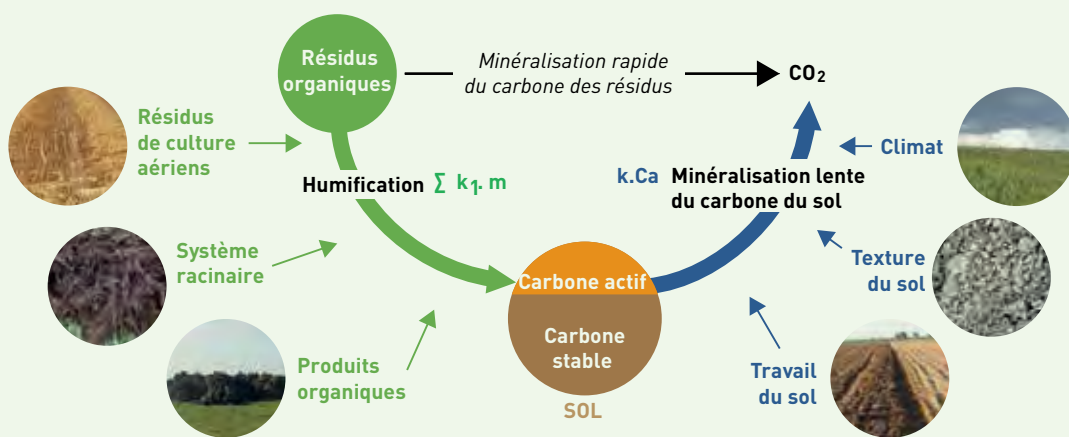 Résidus
organiques
Minéralisation rapide
du carbone des résidus
CO₂
Résidus
de culture
aériens
Climat
Humification ∑ k₁. m
k.Ca Minéralisation lente
du carbone du sol
Système
racinaire
Texture
du sol
Carbone actif
Carbone
stable
Produits
organiques
Travail
du sol
SOL